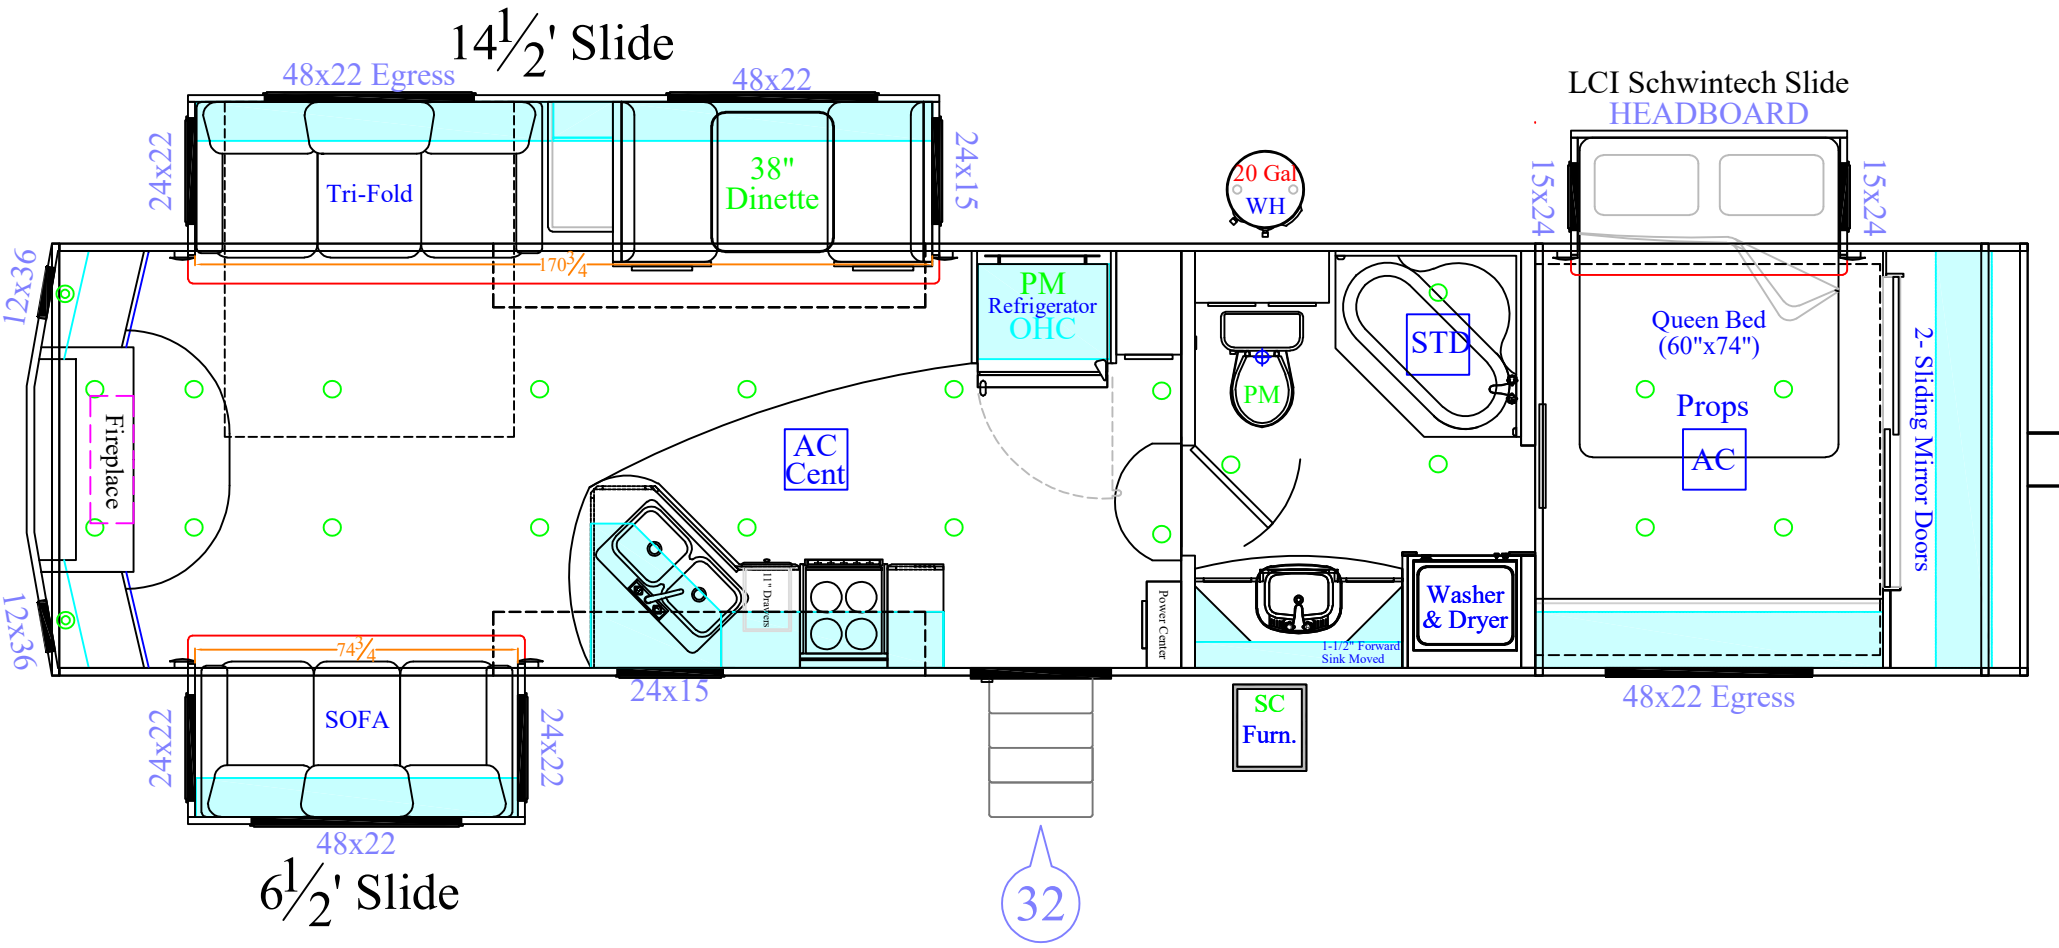 14½' Slide
48x22 Egress
48x22
LCI Schwintech Slide
HEADBOARD
24x22
Tri-Fold
38"
Dinette
24x15
20 Gal
WH
15x24
15x24
170¾
12x36
PM
Refrigerator
OHC
STD
Queen Bed
(60"x74")
2- Sliding Mirror Doors
PM
Props
Fireplace
AC
Cent
AC
11" Drawers
Power Center
Washer
& Dryer
1-1/2" Forward
Sink Moved
12x36
74¾
24x15
48x22 Egress
24x22
SOFA
24x22
SC
Furn.
48x22
6½' Slide
32